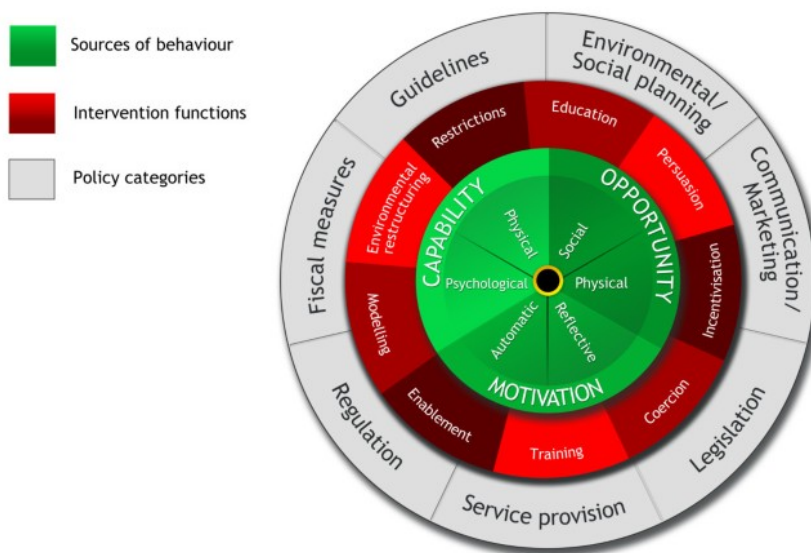 Sources of behaviour
Intervention functions
Policy categories
Guidelines
Environmental/
Social planning
Communication/
Marketing
Legislation
Service provision
Regulation
Fiscal measures
Restrictions
Education
Persuasion
Incentivisation
Coercion
Training
Enablement
Modelling
Environmental
restructuring
CAPABILITY
OPPORTUNITY
MOTIVATION
Physical
Social
Psychological
Physical
Automatic
Reflective